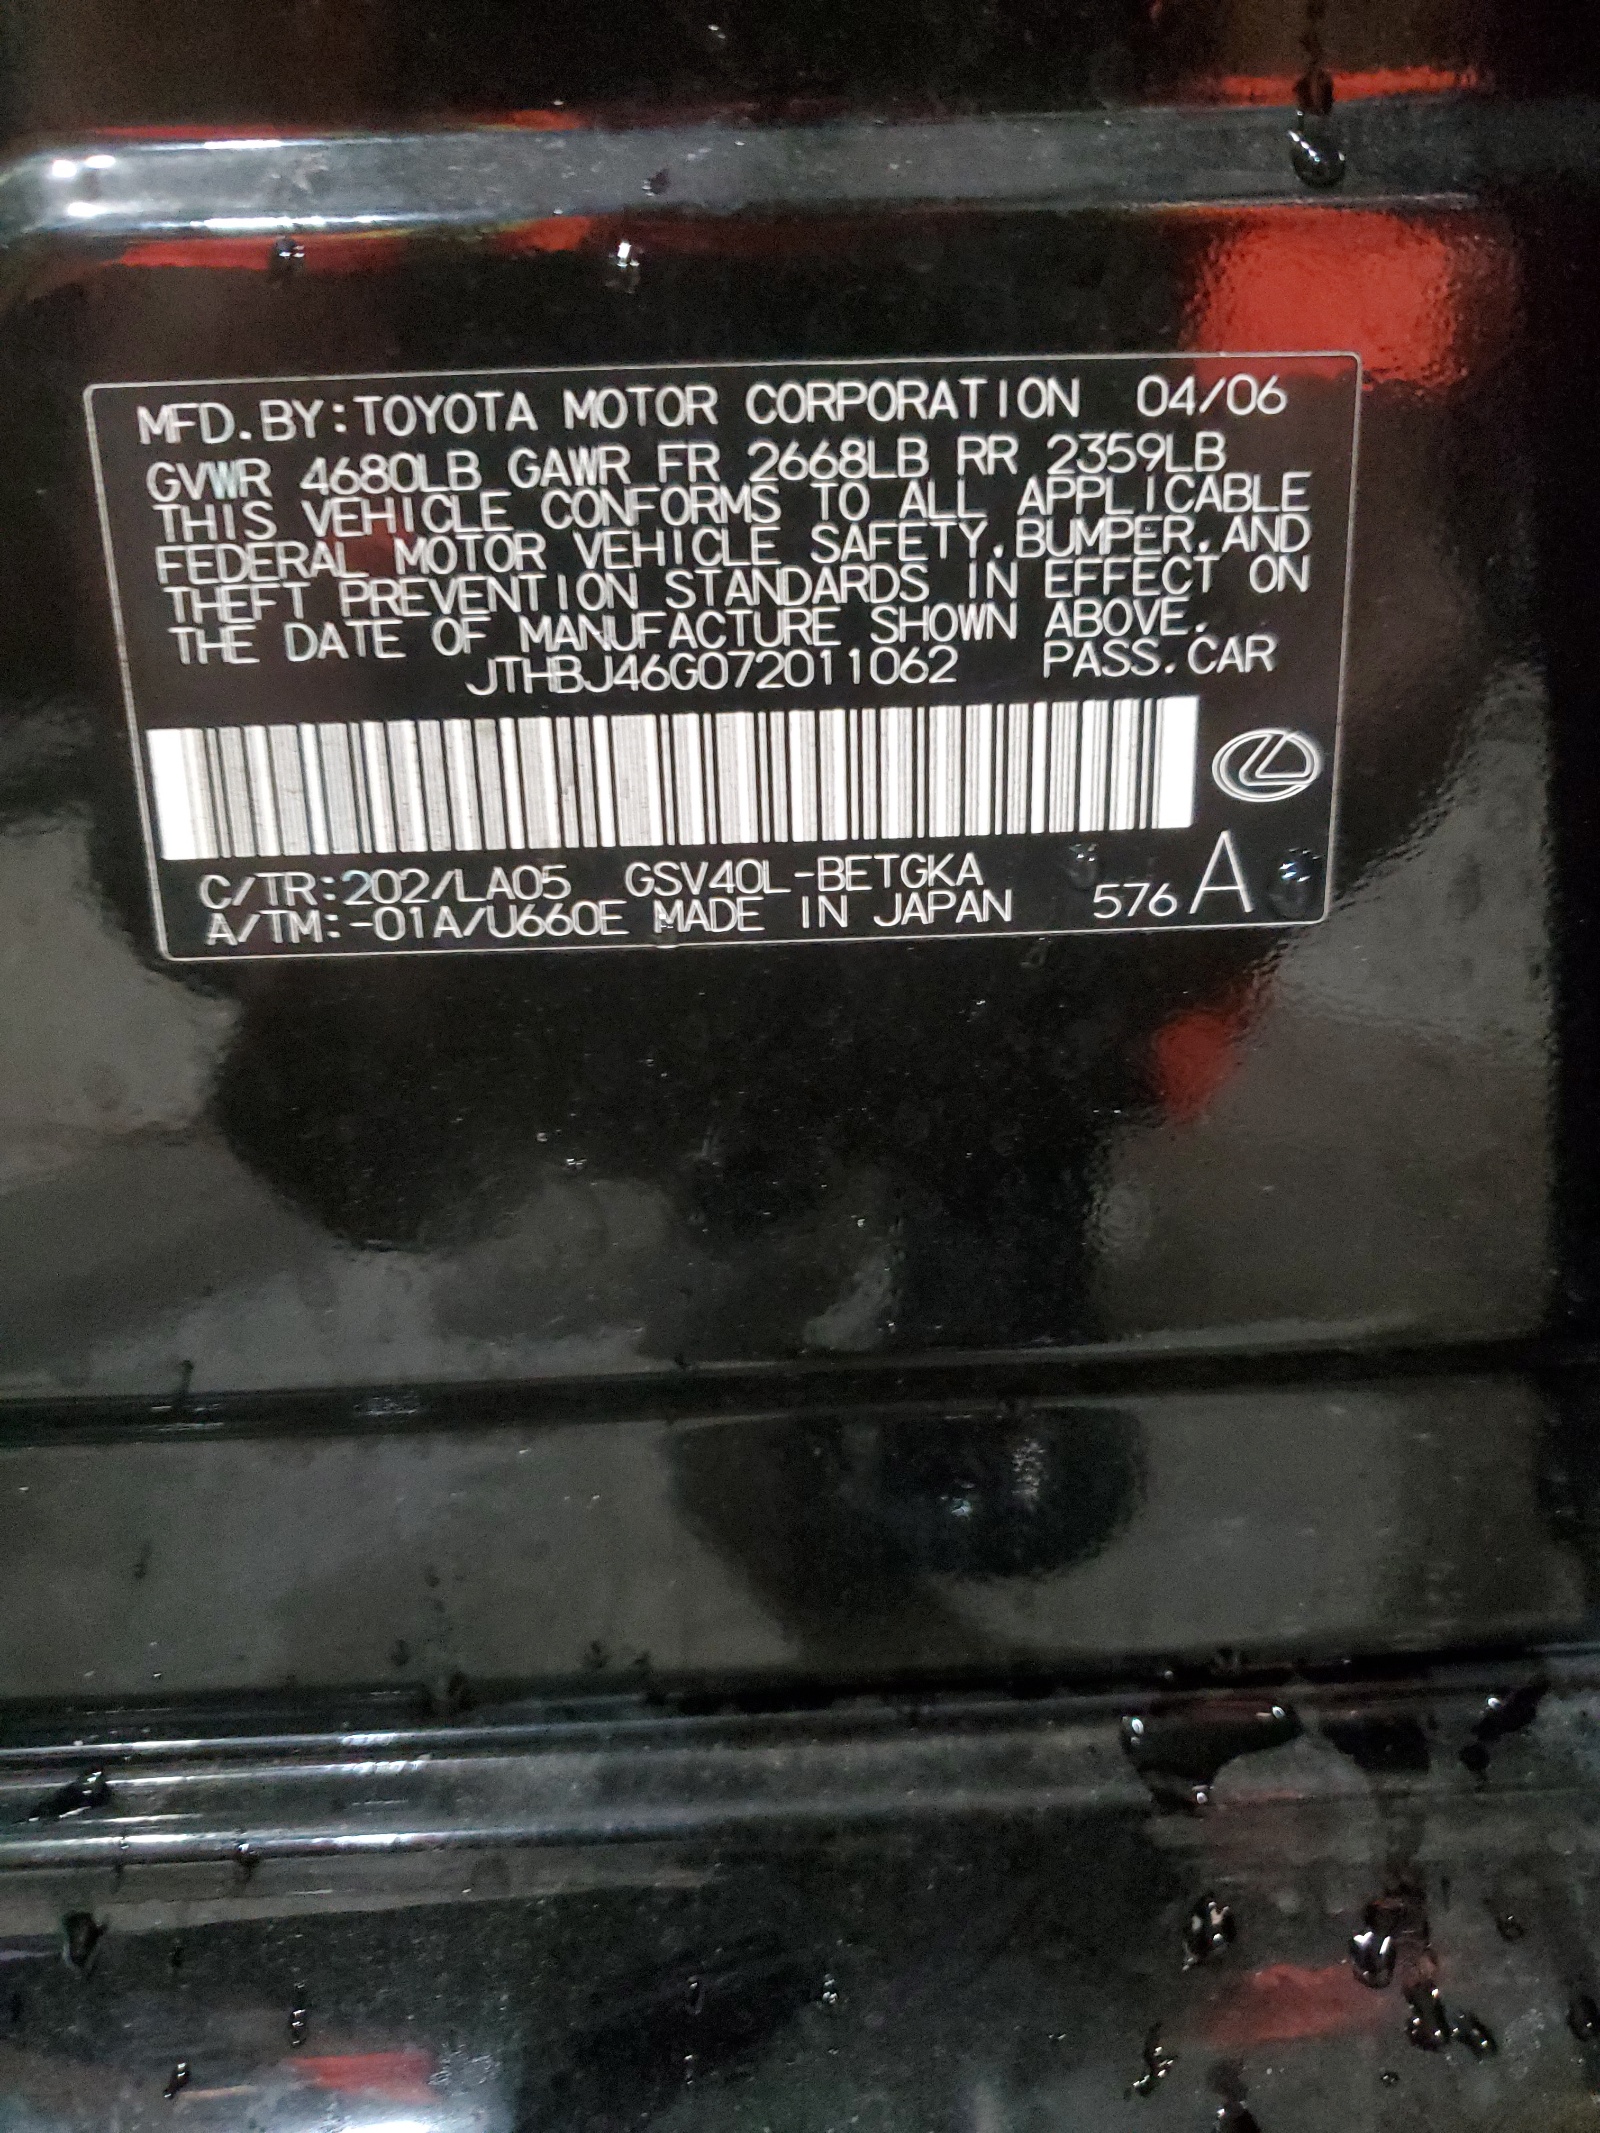 MFD.BY:TOYOTA MOTOR CORPORATION 04/06
GVWR 4680LB GAWR FR 2668LB RR 2359LB
THIS VEHICLE CONFORMS TO ALL APPLICABLE
FEDERAL MOTOR VEHICLE SAFETY,BUMPER,AND
THEFT PREVENTION STANDARDS IN EFFECT ON
THE DATE OF MANUFACTURE SHOWN ABOVE.
JTHBJ46G072011062 PASS.CAR
C/TR:202/LA05 GSV40L-BETGKA
A/TM:-01A/U660E MADE IN JAPAN 576 A